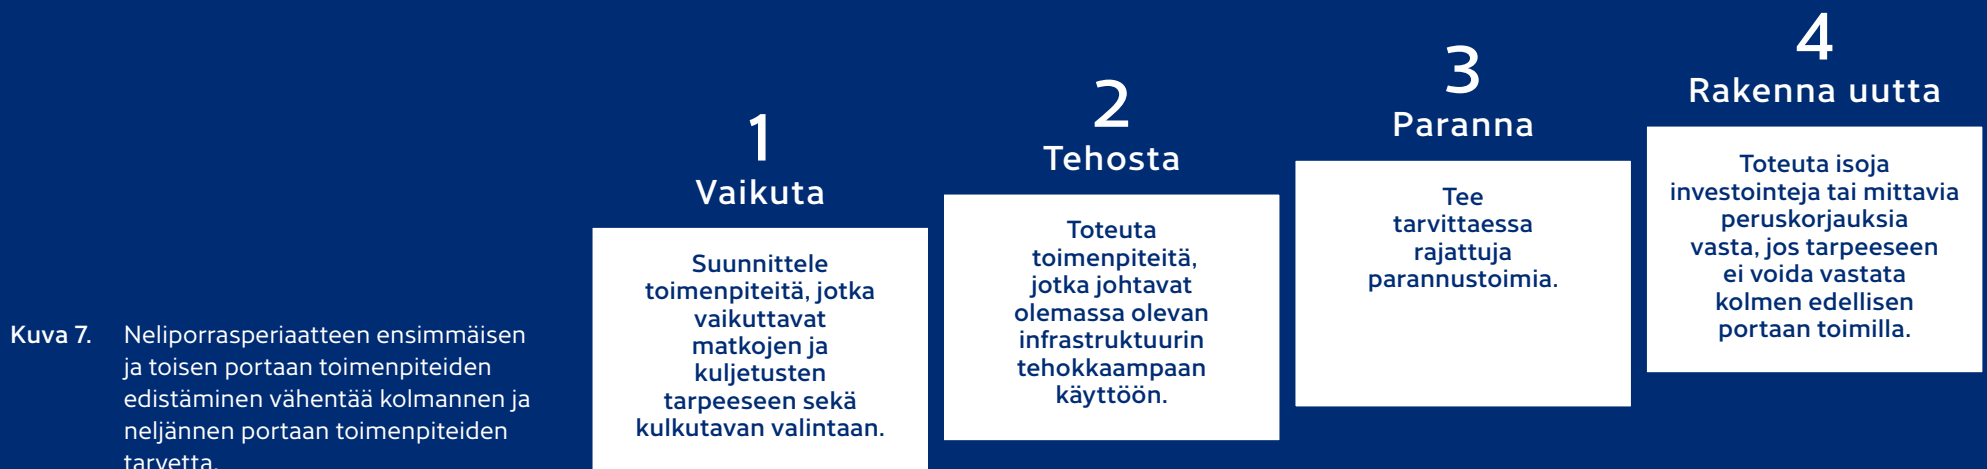 1
Vaikuta
Suunnittele
toimenpiteitä, jotka
vaikuttavat
matkojen ja
kuljetusten
tarpeeseen sekä
kulkutavan valintaan.
2
Tehosta
Toteuta
toimenpiteitä,
jotka johtavat
olemassa olevan
infrastruktuurin
tehokkaampaan
käyttöön.
3
Paranna
Tee
tarvittaessa
rajattuja
parannustoimia.
4
Rakenna uutta
Toteuta isoja
investointeja tai mittavia
peruskorjauksia
vasta, jos tarpeeseen
ei voida vastata
kolmen edellisen
portaan toimilla.
Kuva 7. Neliporrasperiaatteen ensimmäisen
ja toisen portaan toimenpiteiden
edistäminen vähentää kolmannen ja
neljännen portaan toimenpiteiden
tarvetta.